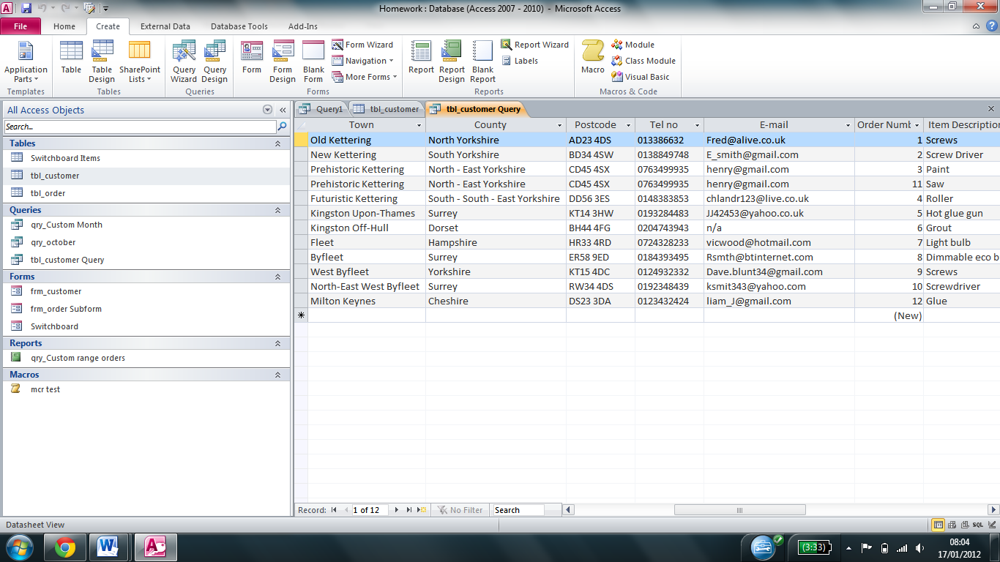 Homework : Database (Access 2007 - 2010) - Microsoft Access
File Home Create External Data Database Tools Add-Ins
Application Parts Table Table Design SharePoint Lists Query Wizard Query Design Form Form Design Blank Form Form Wizard Navigation More Forms Report Report Design Blank Report Report Wizard Labels Macro Module Class Module Visual Basic
Templates Tables Queries Forms Reports Macros & Code
All Access Objects
Search...
Tables
Switchboard Items
tbl_customer
tbl_order
Queries
qry_Custom Month
qry_october
tbl_customer Query
Forms
frm_customer
frm_order Subform
Switchboard
Reports
qry_Custom range orders
Macros
mcr test
Query1 tbl_customer tbl_customer Query
Town County Postcode Tel no E-mail Order Numb Item Description
Old Kettering North Yorkshire AD23 4DS 013386632 Fred@alive.co.uk 1 Screws
New Kettering South Yorkshire BD34 4SW 0138849748 E_smith@gmail.com 2 Screw Driver
Prehistoric Kettering North - East Yorkshire CD45 4SX 0763499935 henry@gmail.com 3 Paint
Prehistoric Kettering North - East Yorkshire CD45 4SX 0763499935 henry@gmail.com 11 Saw
Futuristic Kettering South - South - East Yorkshire DD56 3ES 0148383853 chlandr123@live.co.uk 4 Roller
Kingston Upon-Thames Surrey KT14 3HW 0193284483 JJ42453@yahoo.co.uk 5 Hot glue gun
Kingston Off-Hull Dorset BH44 4FG 0204743943 n/a 6 Grout
Fleet Hampshire HR33 4RD 0724328233 vicwood@hotmail.com 7 Light bulb
Byfleet Surrey ER58 9ED 0184393495 Rsmth@btinternet.com 8 Dimmable eco b
West Byfleet Yorkshire KT15 4DC 0124932332 Dave.blunt34@gmail.com 9 Screws
North-East West Byfleet Surrey RW34 4DS 0192348439 ksmit343@yahoo.com 10 Screwdriver
Milton Keynes Cheshire DS23 3DA 0123432424 liam_J@gmail.com 12 Glue
(New)
Record: 1 of 12 No Filter Search
Datasheet View SQL
(3:33) 08:04
17/01/2012